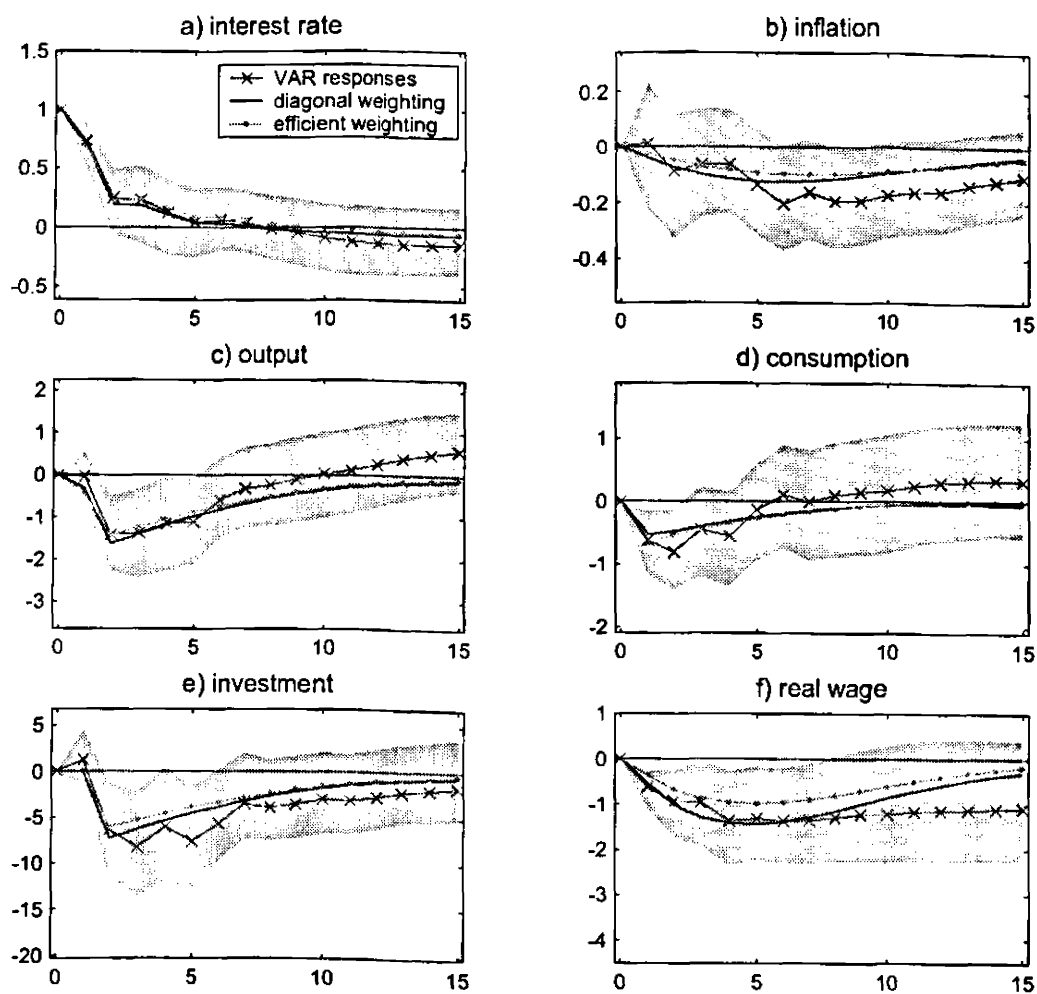 a) interest rate
1.5
1
0.5
0
-0.5
0 5 10 15
VAR responses
diagonal weighting
efficient weighting
b) inflation
0.2
0
-0.2
-0.4
0 5 10 15
c) output
2
1
0
-1
-2
-3
0 5 10 15
d) consumption
1
0
-1
-2
0 5 10 15
e) investment
5
0
-5
-10
-15
-20
0 5 10 15
f) real wage
1
0
-1
-2
-3
-4
0 5 10 15